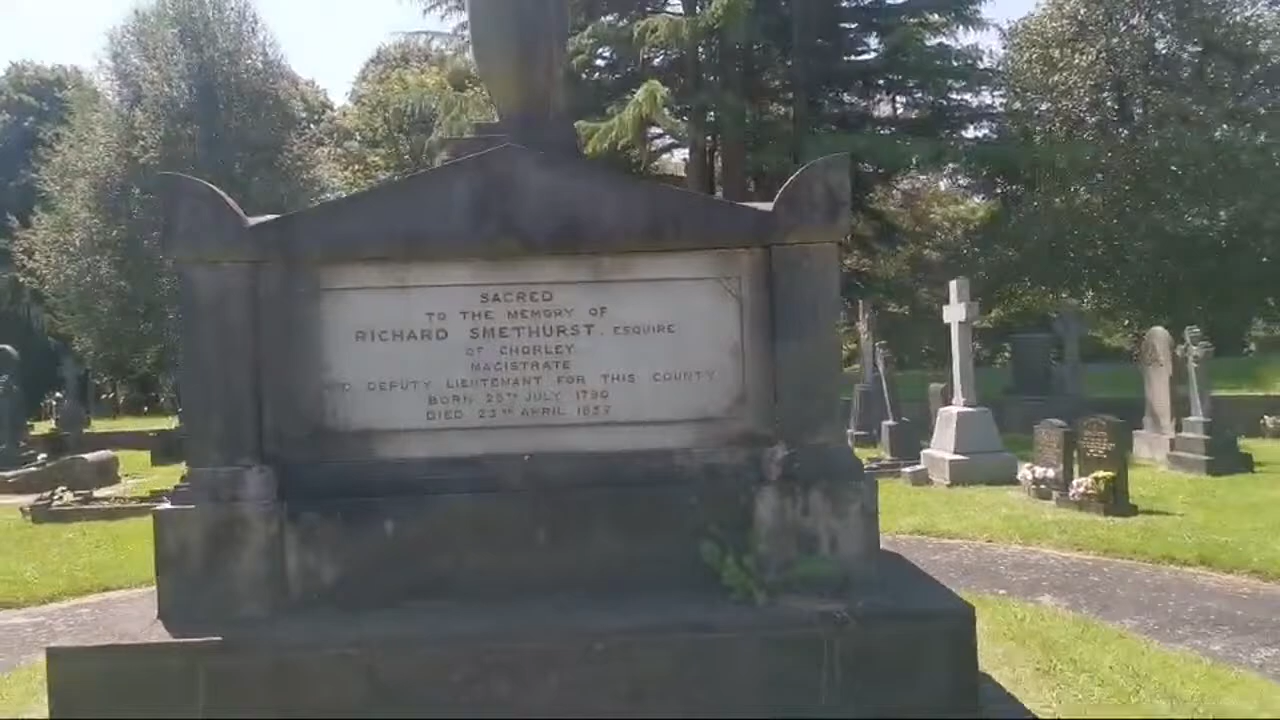 SACRED
TO THE MEMORY OF
RICHARD SMETHURST, ESQUIRE
OF CHORLEY
MAGISTRATE
DEPUTY LIEUTENANT FOR THIS COUNTY
BORN 25TH JULY 1790
DIED 23RD APRIL 1857